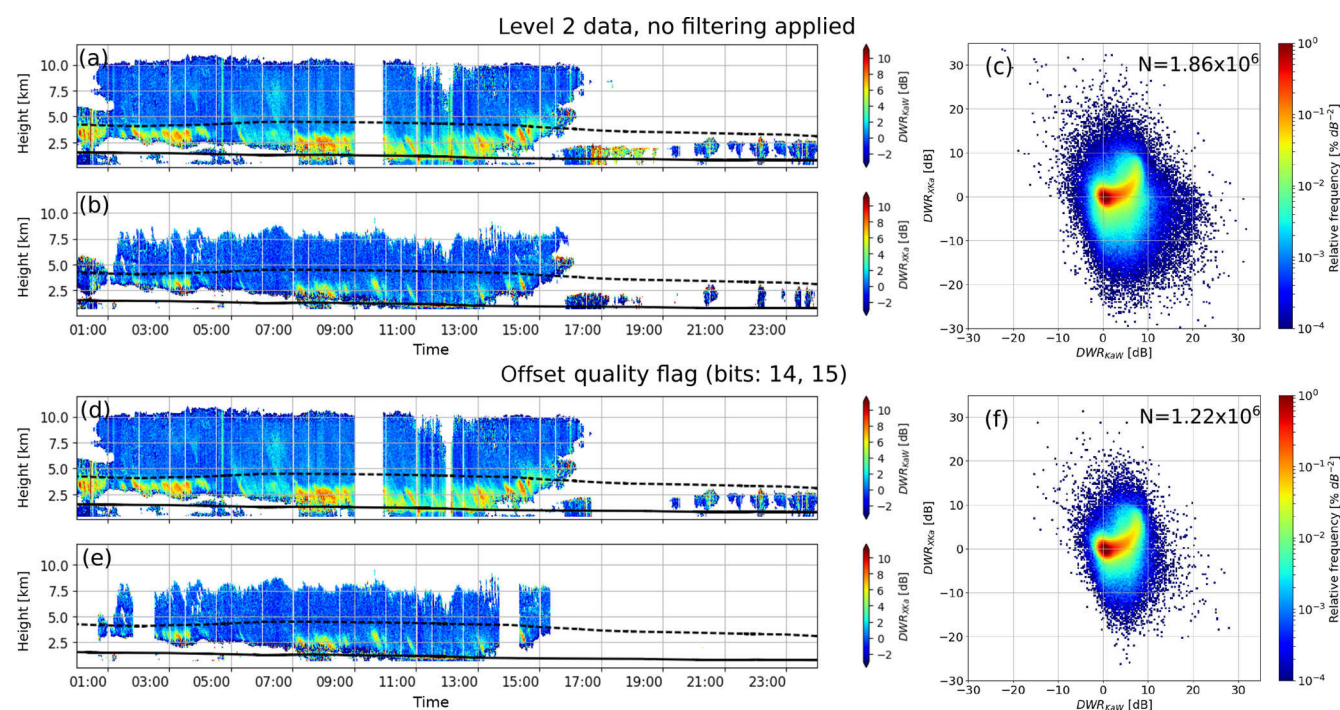 Level 2 data, no filtering applied
(a)
Height [km]
10.0
7.5
5.0
2.5
10
8
6
4
2
0
−2
DWR_KaW [dB]
(b)
Height [km]
10.0
7.5
5.0
2.5
10
8
6
4
2
0
−2
DWR_XKa [dB]
01:00 03:00 05:00 07:00 09:00 11:00 13:00 15:00 17:00 19:00 21:00 23:00
Time
(c)
N=1.86x10^6
DWR_XKa [dB]
30
20
10
0
−10
−20
−30
−30 −20 −10 0 10 20 30
DWR_KaW [dB]
10^0
10^-1
10^-2
10^-3
10^-4
Relative frequency [% dB^-2]
Offset quality flag (bits: 14, 15)
(d)
Height [km]
10.0
7.5
5.0
2.5
10
8
6
4
2
0
−2
DWR_KaW [dB]
(e)
Height [km]
10.0
7.5
5.0
2.5
10
8
6
4
2
0
−2
DWR_XKa [dB]
01:00 03:00 05:00 07:00 09:00 11:00 13:00 15:00 17:00 19:00 21:00 23:00
Time
(f)
N=1.22x10^6
DWR_XKa [dB]
30
20
10
0
−10
−20
−30
−30 −20 −10 0 10 20 30
DWR_KaW [dB]
10^0
10^-1
10^-2
10^-3
10^-4
Relative frequency [% dB^-2]